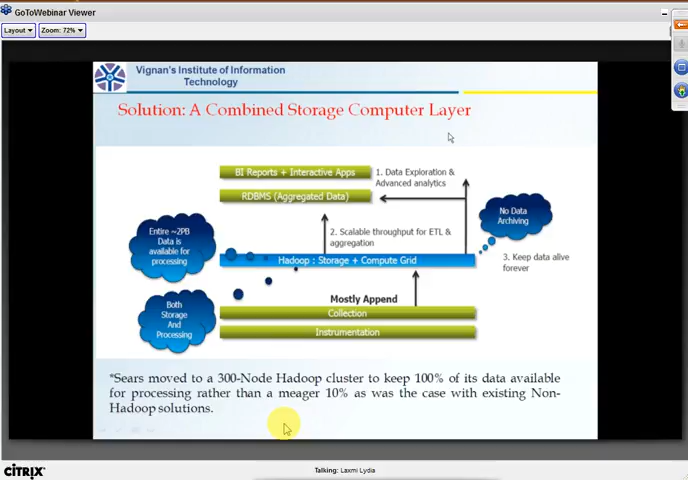 GoToWebinar Viewer
Layout
Zoom: 72%
Vignan's Institute of Information
Technology
Solution: A Combined Storage Computer Layer
BI Reports + Interactive Apps
RDBMS (Aggregated Data)
1. Data Exploration &
Advanced analytics
No Data
Archiving
Entire ~2PB
Data is
available for
processing
2. Scalable throughput for ETL &
aggregation
Hadoop : Storage + Compute Grid
3. Keep data alive
forever
Both
Storage
And
Processing
Mostly Append
Collection
Instrumentation
*Sears moved to a 300-Node Hadoop cluster to keep 100% of its data available
for processing rather than a meager 10% as was the case with existing Non-
Hadoop solutions.
CITRIX
Talking: Laxmi Lydia